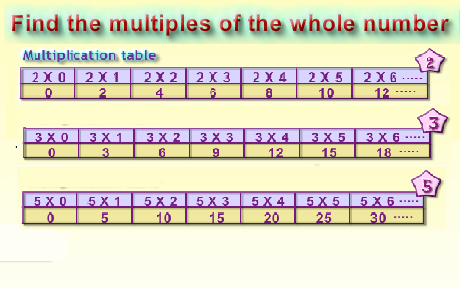 Find the multiples of the whole number
Multiplication table
2
2 X 0 2 X 1 2 X 2 2 X 3 2 X 4 2 X 5 2 X 6 ·····
0 2 4 6 8 10 12 ·····
3
3 X 0 3 X 1 3 X 2 3 X 3 3 X 4 3 X 5 3 X 6 ·····
0 3 6 9 12 15 18 ·····
5
5 X 0 5 X 1 5 X 2 5 X 3 5 X 4 5 X 5 5 X 6 ·····
0 5 10 15 20 25 30 ·····